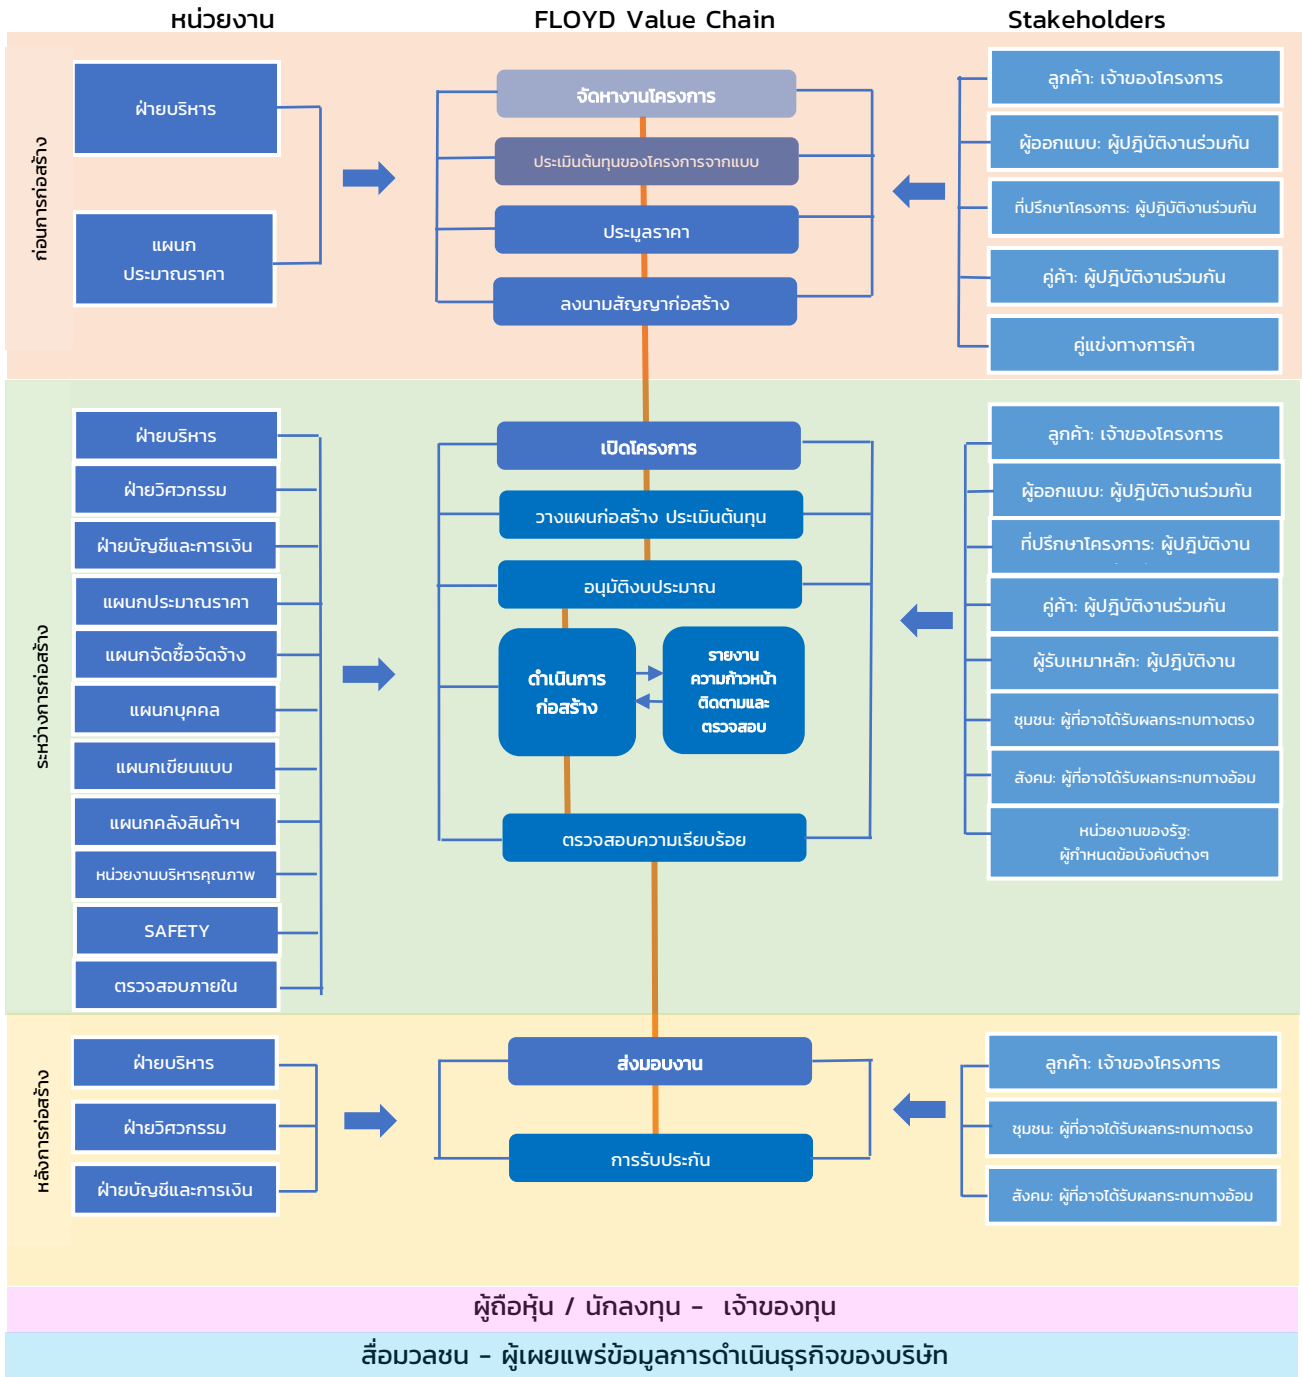 หน่วยงาน
FLOYD Value Chain
Stakeholders
ก่อนการก่อสร้าง
ฝ่ายบริหาร
แผนก
ประมาณราคา
จัดหางานโครงการ
ประเมินต้นทุนของโครงการจากแบบ
ประมูลราคา
ลงนามสัญญาก่อสร้าง
ลูกค้า: เจ้าของโครงการ
ผู้ออกแบบ: ผู้ปฏิบัติงานร่วมกัน
ที่ปรึกษาโครงการ: ผู้ปฏิบัติงานร่วมกัน
คู่ค้า: ผู้ปฏิบัติงานร่วมกัน
คู่แข่งทางการค้า
ระหว่างการก่อสร้าง
ฝ่ายบริหาร
ฝ่ายวิศวกรรม
ฝ่ายบัญชีและการเงิน
แผนกประมาณราคา
แผนกจัดซื้อจัดจ้าง
แผนกบุคคล
แผนกเขียนแบบ
แผนกคลังสินค้าฯ
หน่วยงานบริหารคุณภาพ
SAFETY
ตรวจสอบภายใน
เปิดโครงการ
วางแผนก่อสร้าง ประเมินต้นทุน
อนุมัติงบประมาณ
ดำเนินการ
ก่อสร้าง
รายงาน
ความก้าวหน้า
ติดตามและ
ตรวจสอบ
ตรวจสอบความเรียบร้อย
ลูกค้า: เจ้าของโครงการ
ผู้ออกแบบ: ผู้ปฏิบัติงานร่วมกัน
ที่ปรึกษาโครงการ: ผู้ปฏิบัติงาน
คู่ค้า: ผู้ปฏิบัติงานร่วมกัน
ผู้รับเหมาหลัก: ผู้ปฏิบัติงาน
ชุมชน: ผู้ที่อาจได้รับผลกระทบทางตรง
สังคม: ผู้ที่อาจได้รับผลกระทบทางอ้อม
หน่วยงานของรัฐ:
ผู้กำหนดข้อบังคับต่างๆ
หลังการก่อสร้าง
ฝ่ายบริหาร
ฝ่ายวิศวกรรม
ฝ่ายบัญชีและการเงิน
ส่งมอบงาน
การรับประกัน
ลูกค้า: เจ้าของโครงการ
ชุมชน: ผู้ที่อาจได้รับผลกระทบทางตรง
สังคม: ผู้ที่อาจได้รับผลกระทบทางอ้อม
ผู้ถือหุ้น / นักลงทุน - เจ้าของทุน
สื่อมวลชน - ผู้เผยแพร่ข้อมูลการดำเนินธุรกิจของบริษัท